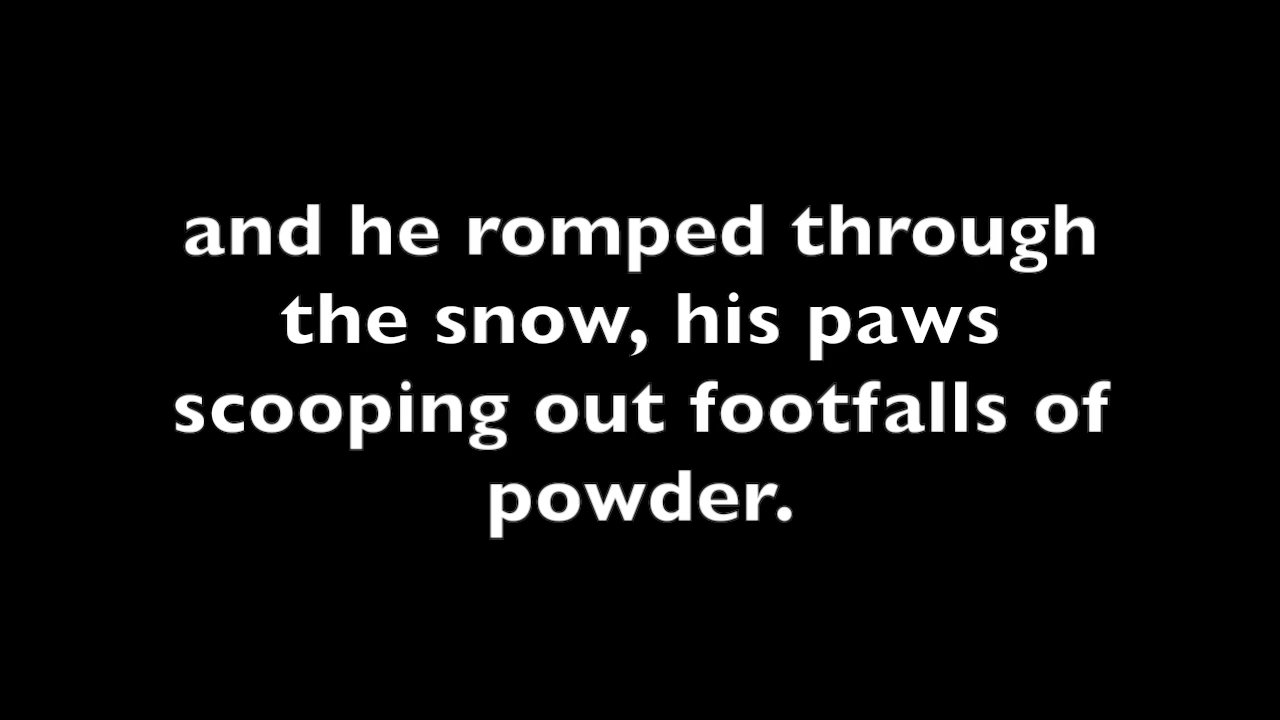 and he romped through
the snow, his paws
scooping out footfalls of
powder.